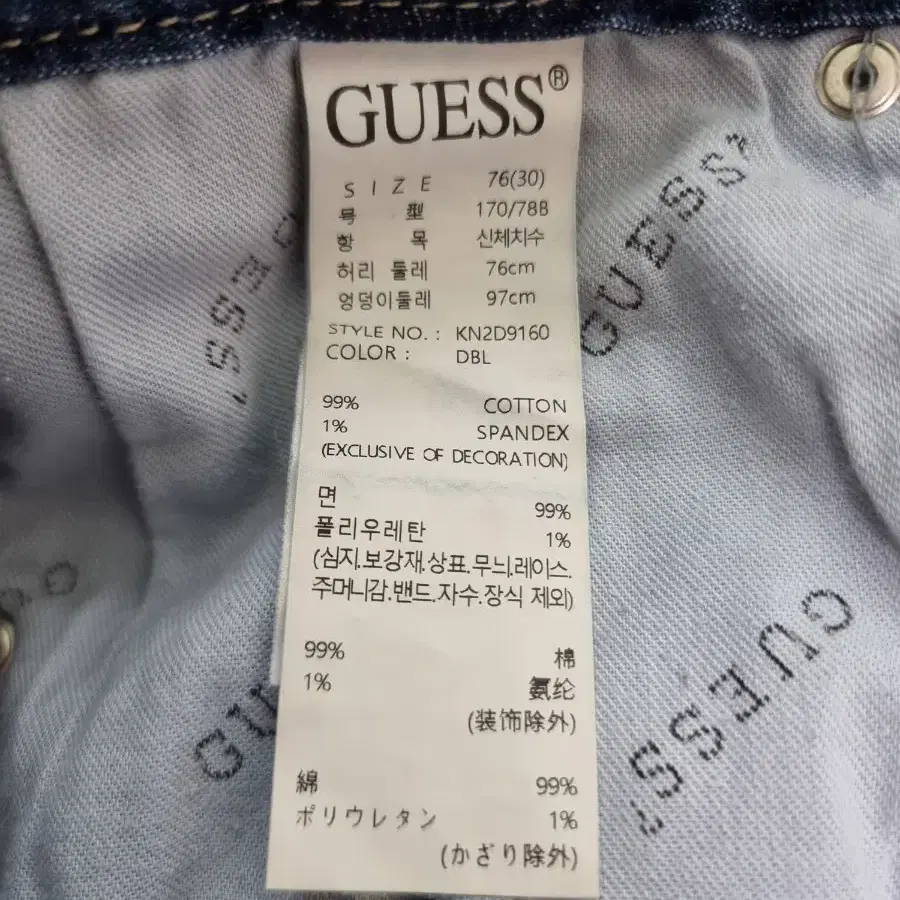 GUESS®
SIZE 76(30)
号 型 170/78B
항 목 신체치수
허리 둘레 76cm
엉덩이둘레 97cm
STYLE NO. : KN2D9160
COLOR : DBL
99% COTTON
1% SPANDEX
(EXCLUSIVE OF DECORATION)
면 99%
폴리우레탄 1%
(심지.보강재.상표.무늬.레이스.
주머니감.밴드.자수.장식 제외)
99% 棉
1% 氨纶
(装饰除外)
綿 99%
ポリウレタン 1%
(かざり除外)
GUESS
GUESS
ESS
GU